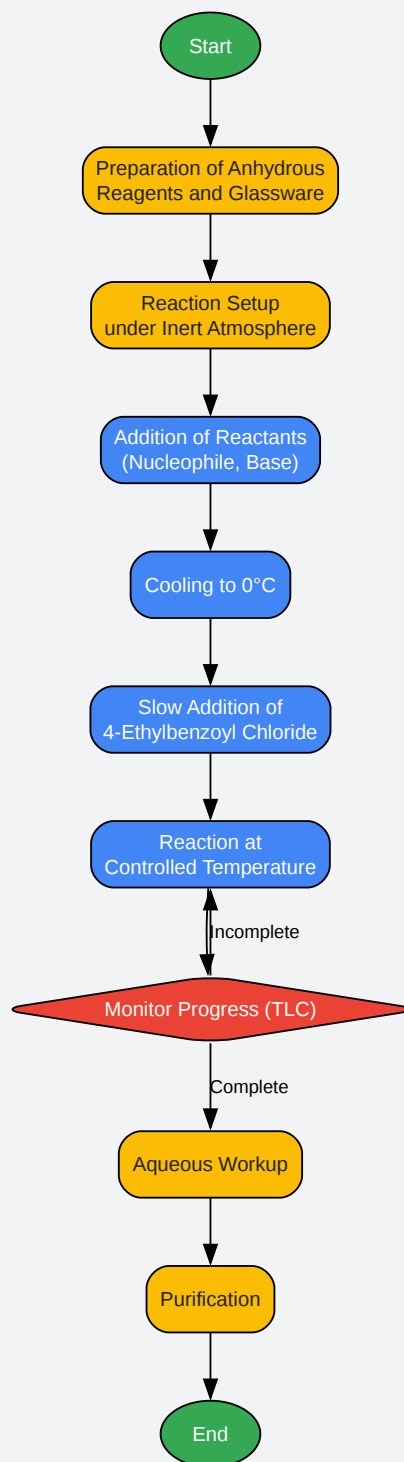 Start
Preparation of Anhydrous
Reagents and Glassware
Reaction Setup
under Inert Atmosphere
Addition of Reactants
(Nucleophile, Base)
Cooling to 0°C
Slow Addition of
4-Ethylbenzoyl Chloride
Reaction at
Controlled Temperature
Incomplete
Monitor Progress (TLC)
Complete
Aqueous Workup
Purification
End